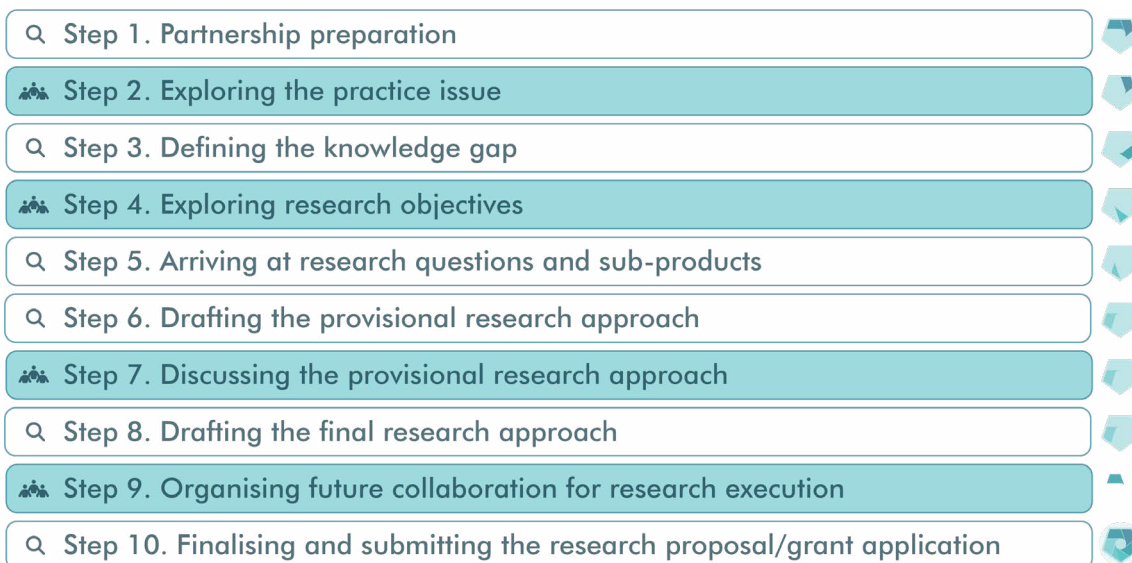 Step 1. Partnership preparation
Step 2. Exploring the practice issue
Step 3. Defining the knowledge gap
Step 4. Exploring research objectives
Step 5. Arriving at research questions and sub-products
Step 6. Drafting the provisional research approach
Step 7. Discussing the provisional research approach
Step 8. Drafting the final research approach
Step 9. Organising future collaboration for research execution
Step 10. Finalising and submitting the research proposal/grant application